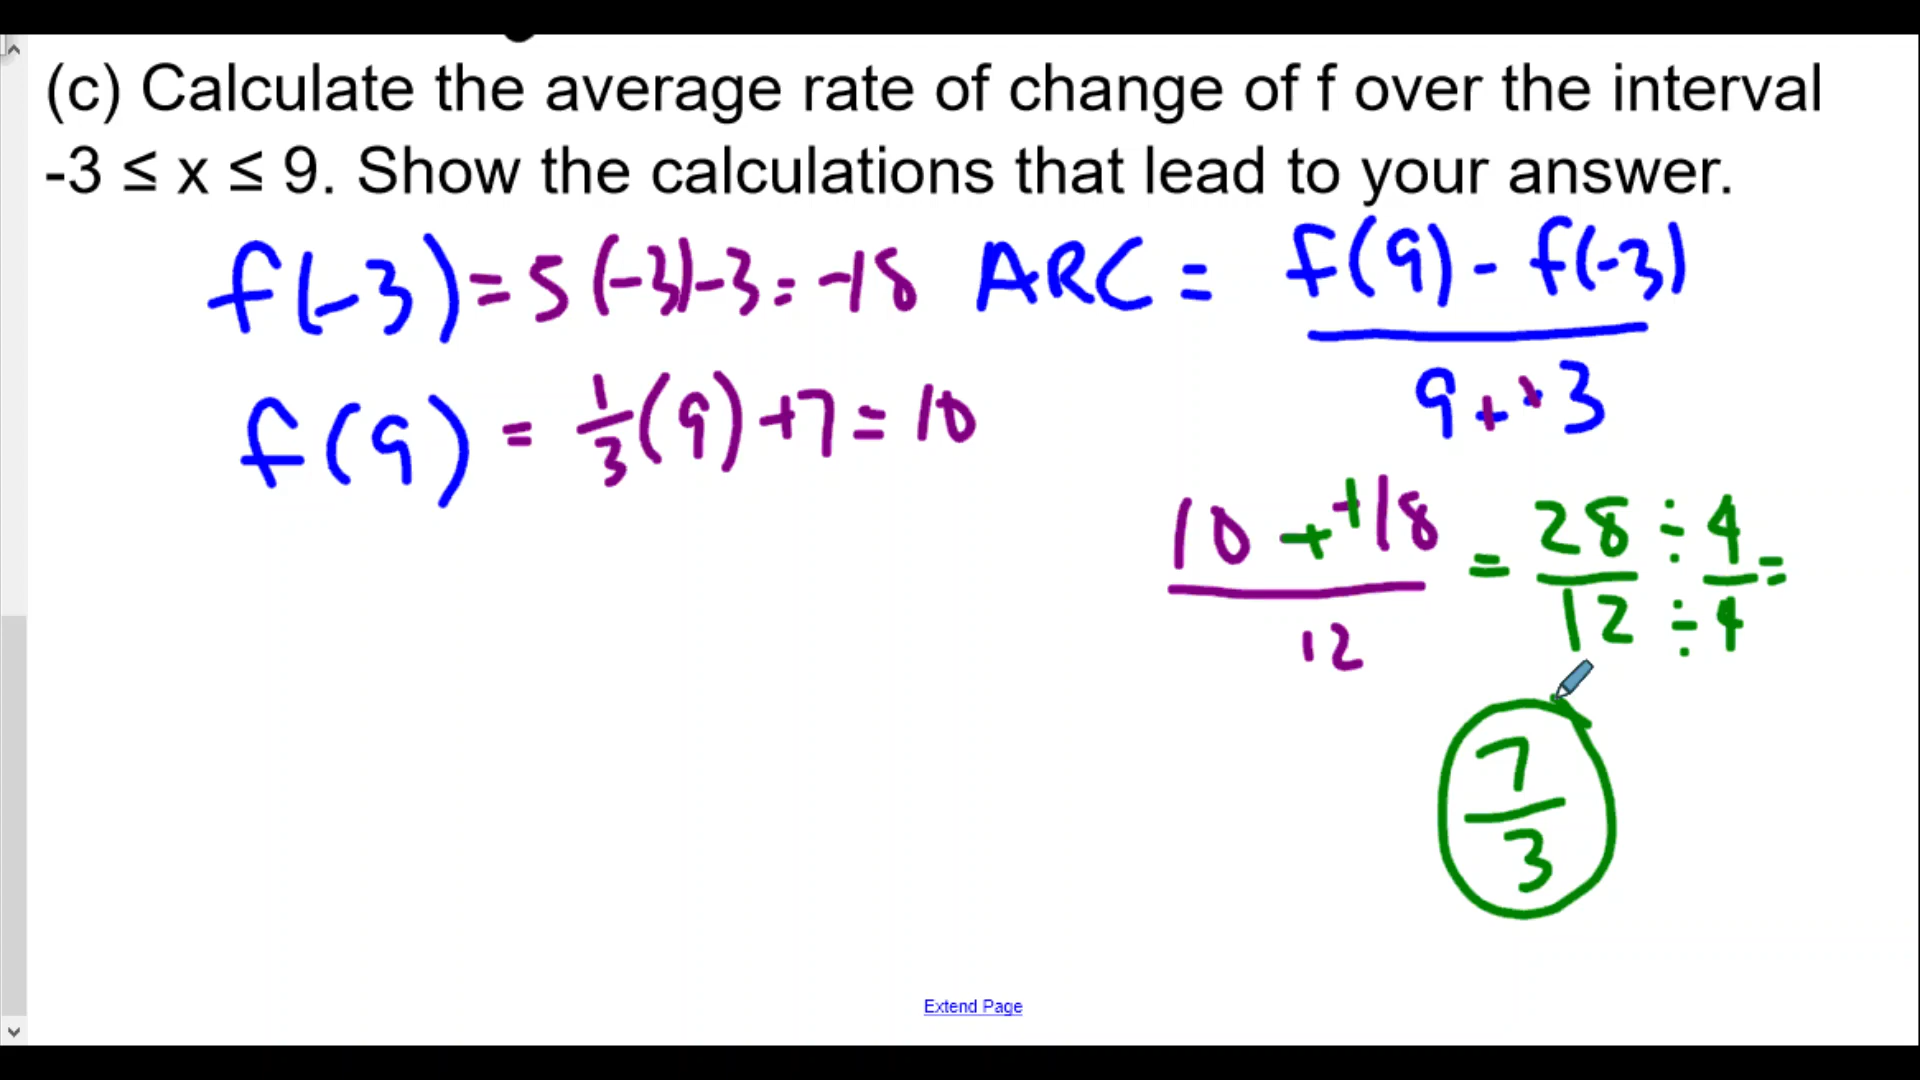 (c) Calculate the average rate of change of f over the interval
-3 ≤ x ≤ 9. Show the calculations that lead to your answer.
f(-3) = 5(-3)-3 = -18
ARC = f(9) - f(-3)
9 + +3
f(9) = 1/3(9)+7 = 10
10 + +18 = 28 ÷ 4 =
12 12 ÷ 4
7
3
Extend Page